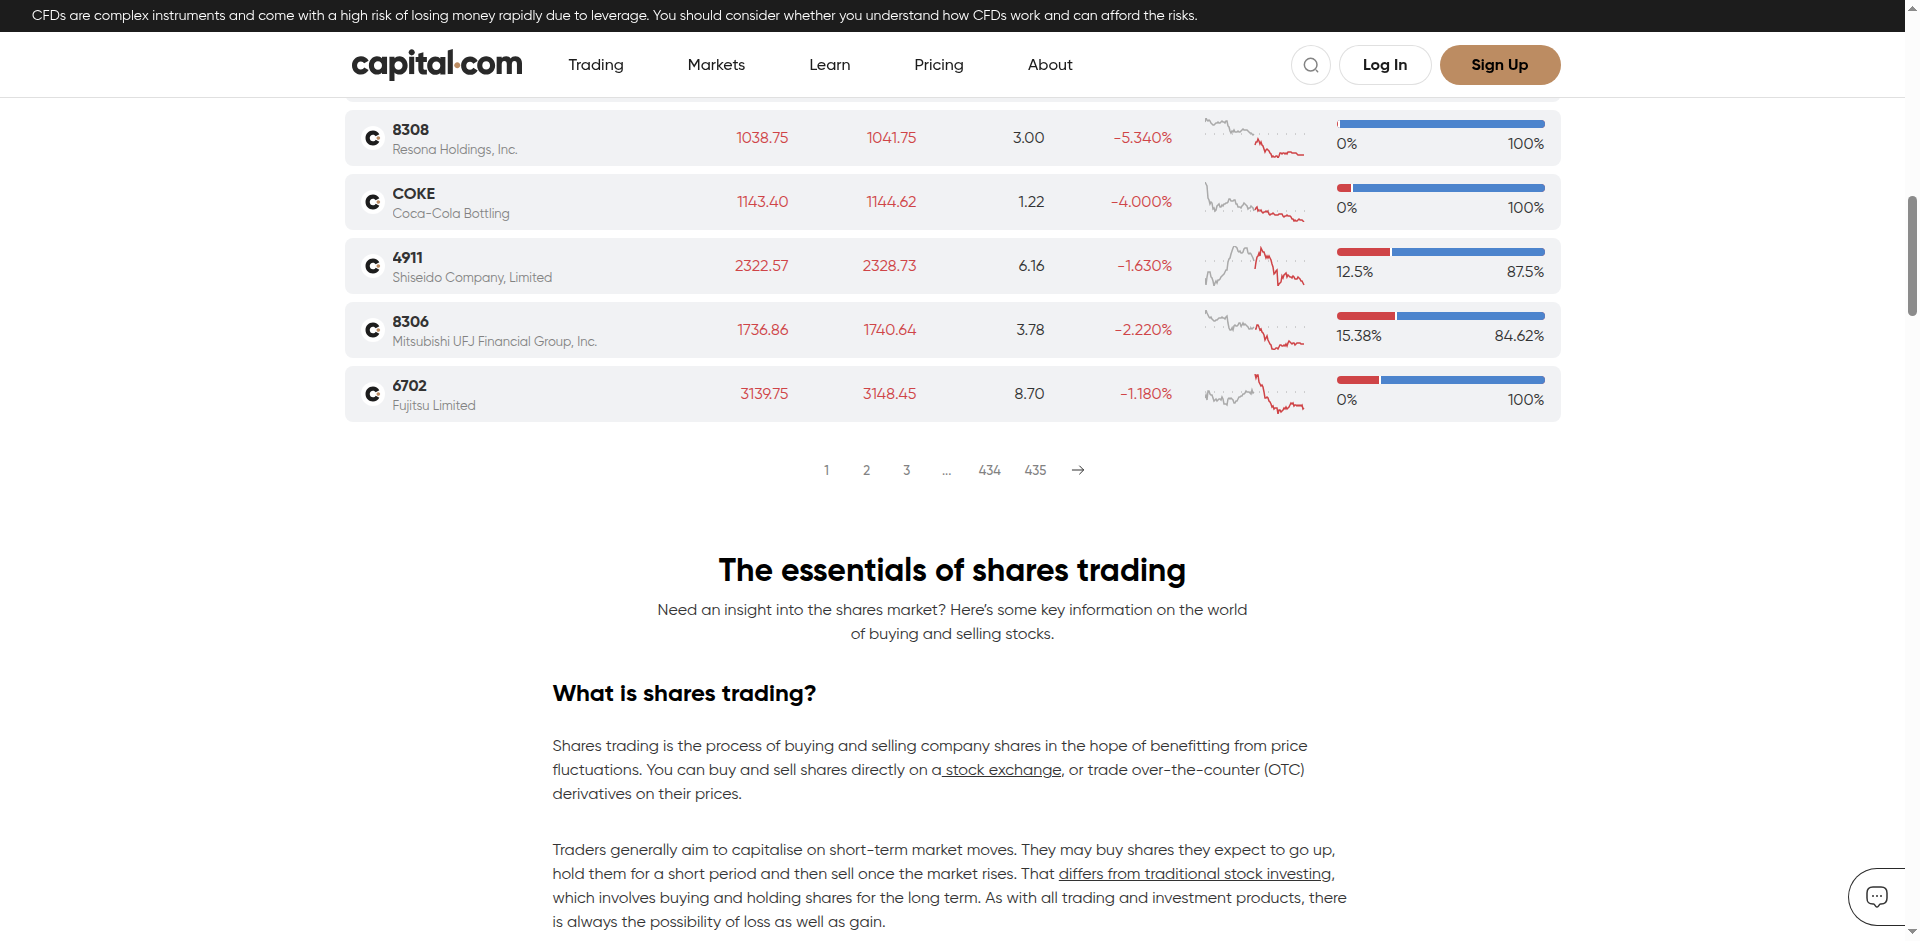 CFDs are complex instruments and come with a high risk of losing money rapidly due to leverage. You should consider whether you understand how CFDs work and can afford the risks.
capital.com Trading Markets Learn Pricing About Log In Sign Up
8308
Resona Holdings, Inc.
1038.75 1041.75 3.00 -5.340% 0% 100%
COKE
Coca-Cola Bottling
1143.40 1144.62 1.22 -4.000% 0% 100%
4911
Shiseido Company, Limited
2322.57 2328.73 6.16 -1.630% 12.5% 87.5%
8306
Mitsubishi UFJ Financial Group, Inc.
1736.86 1740.64 3.78 -2.220% 15.38% 84.62%
6702
Fujitsu Limited
3139.75 3148.45 8.70 -1.180% 0% 100%
1 2 3 ... 434 435
The essentials of shares trading
Need an insight into the shares market? Here's some key information on the world
of buying and selling stocks.
What is shares trading?
Shares trading is the process of buying and selling company shares in the hope of benefitting from price
fluctuations. You can buy and sell shares directly on a stock exchange, or trade over-the-counter (OTC)
derivatives on their prices.
Traders generally aim to capitalise on short-term market moves. They may buy shares they expect to go up,
hold them for a short period and then sell once the market rises. That differs from traditional stock investing,
which involves buying and holding shares for the long term. As with all trading and investment products, there
is always the possibility of loss as well as gain.